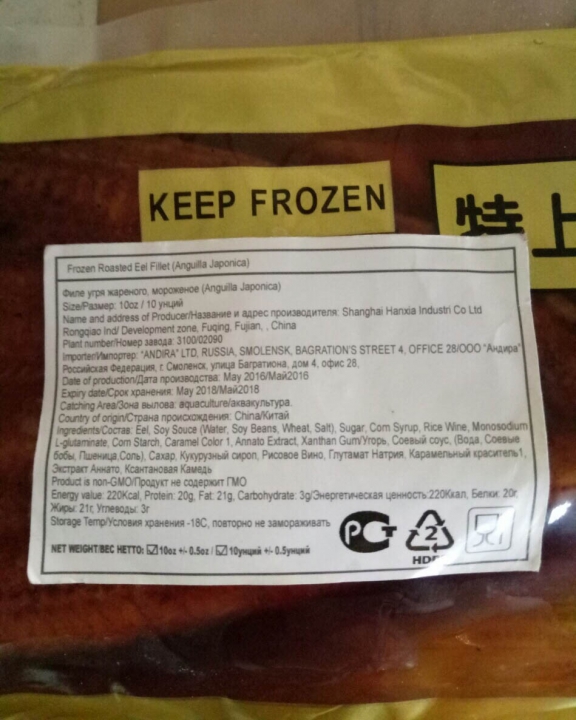 KEEP FROZEN
特上
Frozen Roasted Eel Fillet (Anguilla Japonica)
Филе угря жареного, мороженое (Anguilla Japonica)
Size/Размер: 10oz / 10 унций
Name and address of Producer/Название и адрес производителя: Shanghai Hanxia Industri Co Ltd
Rongqiao Ind/ Development zone, Fuqing, Fujian, , China
Plant number/Номер завода: 3100/02090
Importer/Импортер: "ANDIRA" LTD, RUSSIA, SMOLENSK, BAGRATION'S STREET 4, OFFICE 28/ООО "Андира"
Российская Федерация, г. Смоленск, улица Багратиона, дом 4, офис 28,
Date of production/Дата производства: May 2016/Май2016
Expiry date/Срок хранения: May 2018/Май2018
Catching Area/Зона вылова: aquaculture/аквакультура.
Country of origin/Страна происхождения: China/Китай
Ingredients/Состав: Eel, Soy Souce (Water, Soy Beans, Wheat, Salt), Sugar, Corn Syrup, Rice Wine, Monosodium
L-glutaminate, Corn Starch, Caramel Color 1, Annato Extract, Xanthan Gum/Угорь, Соевый соус, (Вода, Соевые
бобы, Пшеница,Соль), Сахар, Кукурузный сироп, Рисовое Вино, Глутамат Натрия, Карамельный краситель1,
Экстракт Аннато, Ксантановая Камедь
Product is non-GMO/Продукт не содержит ГМО
Energy value: 220Kcal, Protein: 20g, Fat: 21g, Carbohydrate: 3g/Энергетическая ценность:220Ккал, Белки: 20г,
Жиры: 21г, Углеводы: 3г
Storage Temp/Условия хранения -18С, повторно не замораживать
NET WEIGHT/ВЕС НЕТТО: 10oz +/- 0.5oz / 10унций +/- 0.5унций
РСТ
2